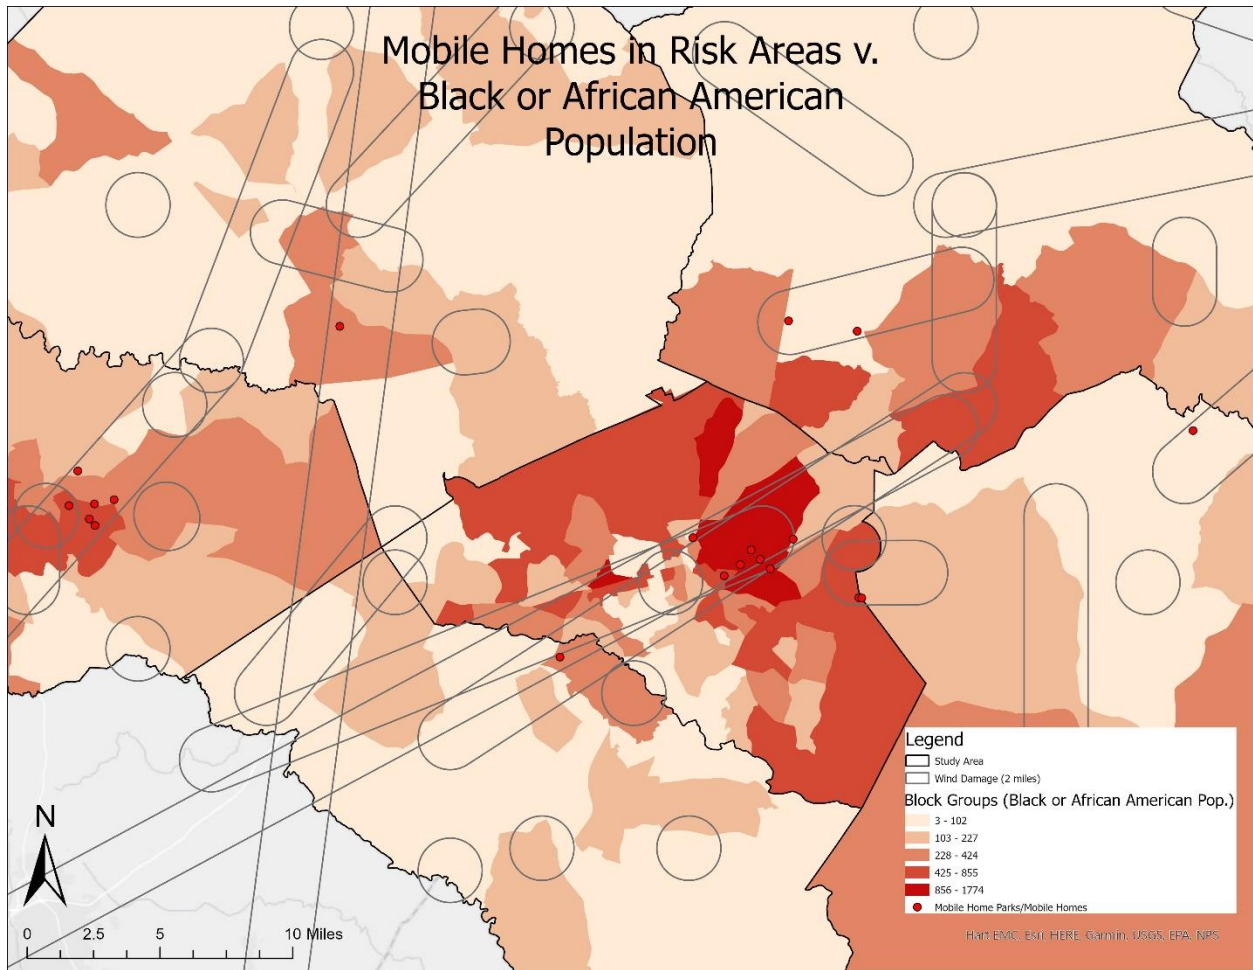 Mobile Homes in Risk Areas v.
Black or African American
Population
Legend
Study Area
Wind Damage (2 miles)
Block Groups (Black or African American Pop.)
3 - 102
103 - 227
228 - 424
425 - 855
856 - 1774
Mobile Home Parks/Mobile Homes
N
0 2.5 5 10 Miles
Hart EMC, Esri, HERE, Garmin, USGS, EPA, NPS